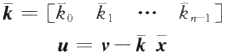 k̄ = [k̄₀ k̄₁ ⋯ k̄ₙ₋₁]
u = v − k̄ x̄